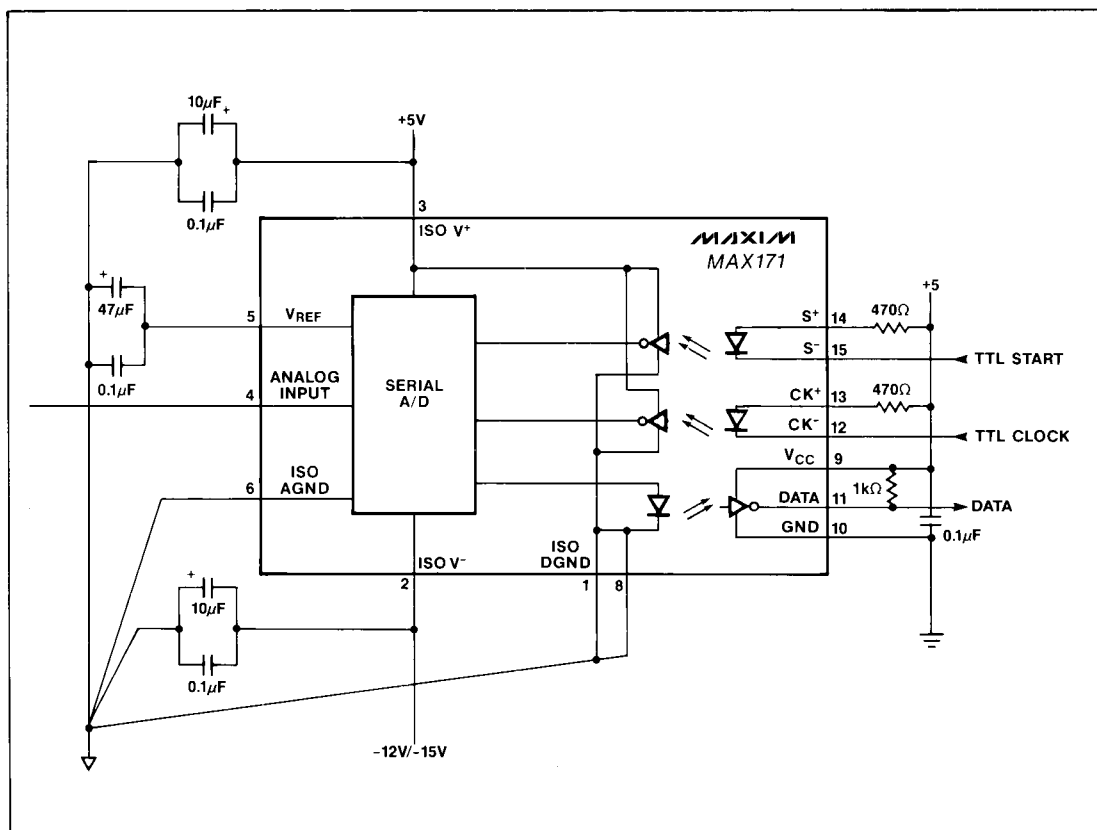 10µF
+
+5V
0.1µF
3
ISO V+
MAXIM
MAX171
+
47µF
0.1µF
5
VREF
+5
S+
14
470Ω
S-
15
TTL START
ANALOG
INPUT
4
SERIAL
A/D
CK+
13
470Ω
CK-
12
TTL CLOCK
ISO
AGND
6
VCC
9
1kΩ
DATA
11
DATA
GND
10
0.1µF
ISO
DGND
ISO V-
2
1
8
+
10µF
0.1µF
-12V/-15V